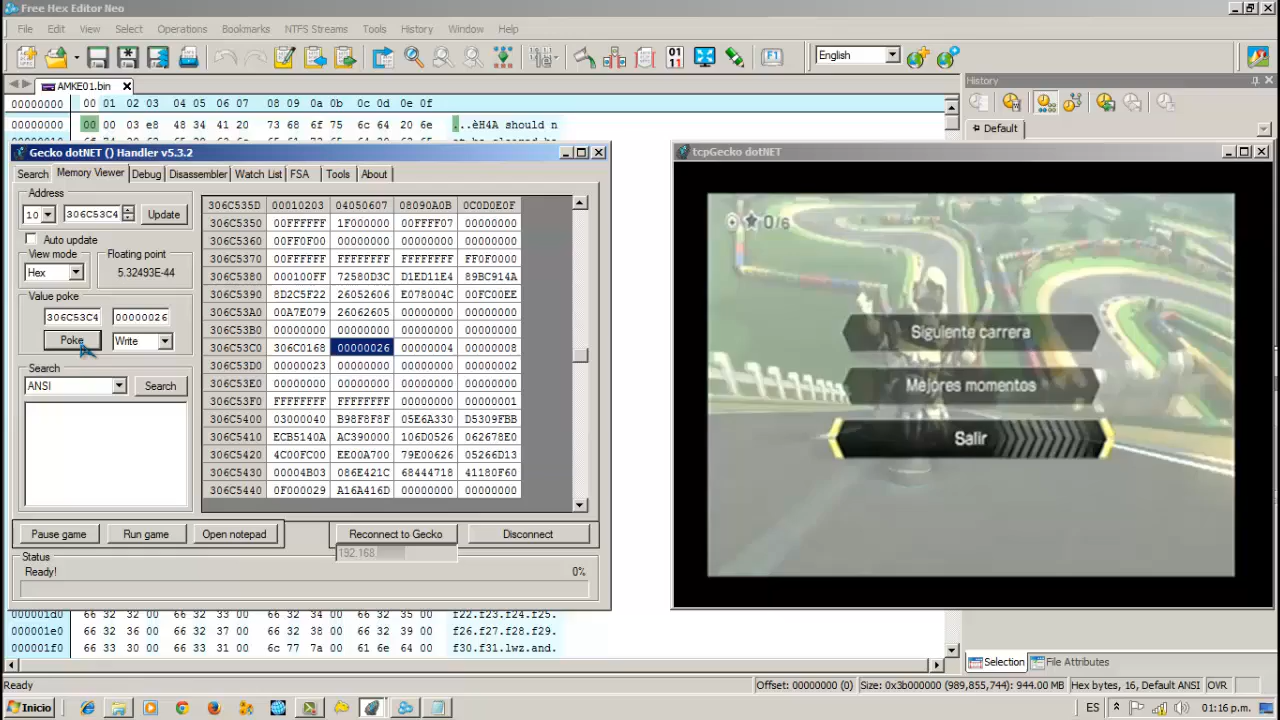 Free Hex Editor Neo
File Edit View Select Operations Bookmarks NTFS Streams Tools History Window Help
English
AMKE01.bin
00000000 00 01 02 03 04 05 06 07 08 09 0a 0b 0c 0d 0e 0f
00000000 00 00 03 e8 48 34 41 20 73 68 6f 75 6c 64 20 6e ...èH4A should n
History
Default
Gecko dotNET () Handler v5.3.2
Search Memory Viewer Debug Disassembler Watch List FSA Tools About
Address
10 306C53C4 Update
Auto update
View mode
Hex
Floating point
5.32493E-44
Value poke
306C53C4 00000026
Poke Write
Search
ANSI Search
306C535D 00010203 04050607 08090A0B 0C0D0E0F
306C5350 00FFFFFF 1F000000 00FFFF07 00000000
306C5360 00FF0F00 00000000 00000000 00000000
306C5370 00FFFFFF FFFFFFFF FFFFFFFF FF0F0000
306C5380 000100FF 72580D3C D1ED11E4 89BC914A
306C5390 8D2C5F22 26052606 E078004C 00FC00EE
306C53A0 00A7E079 26062605 00000000 00000000
306C53B0 00000000 00000000 00000000 00000000
306C53C0 306C0168 00000026 00000004 00000008
306C53D0 00000023 00000000 00000000 00000002
306C53E0 00000000 00000000 00000000 00000000
306C53F0 FFFFFFFF FFFFFFFF 00000000 00000001
306C5400 03000040 B98F8F8F 05E6A330 D5309FBB
306C5410 ECB5140A AC390000 106D0526 062678E0
306C5420 4C00FC00 EE00A700 79E00626 05266D13
306C5430 00004B03 086E421C 68444718 41180F60
306C5440 0F000029 A16A416D 00000000 00000000
Pause game Run game Open notepad Reconnect to Gecko Disconnect
192.168.
Status
Ready! 0%
tcpGecko dotNET
0/6
Siguiente carrera
Mejores momentos
Salir
000001d0 66 32 32 00 66 32 33 00 66 32 34 00 66 32 35 00 f22.f23.f24.f25.
000001e0 66 32 36 00 66 32 37 00 66 32 38 00 66 32 39 00 f26.f27.f28.f29.
000001f0 66 33 30 00 66 33 31 00 6c 77 7a 00 61 6e 64 00 f30.f31.lwz.and.
Selection File Attributes
Ready Offset: 00000000 (0) Size: 0x3b000000 (989,855,744): 944.00 MB Hex bytes, 16, Default ANSI OVR
Inicio ES 01:16 p.m.